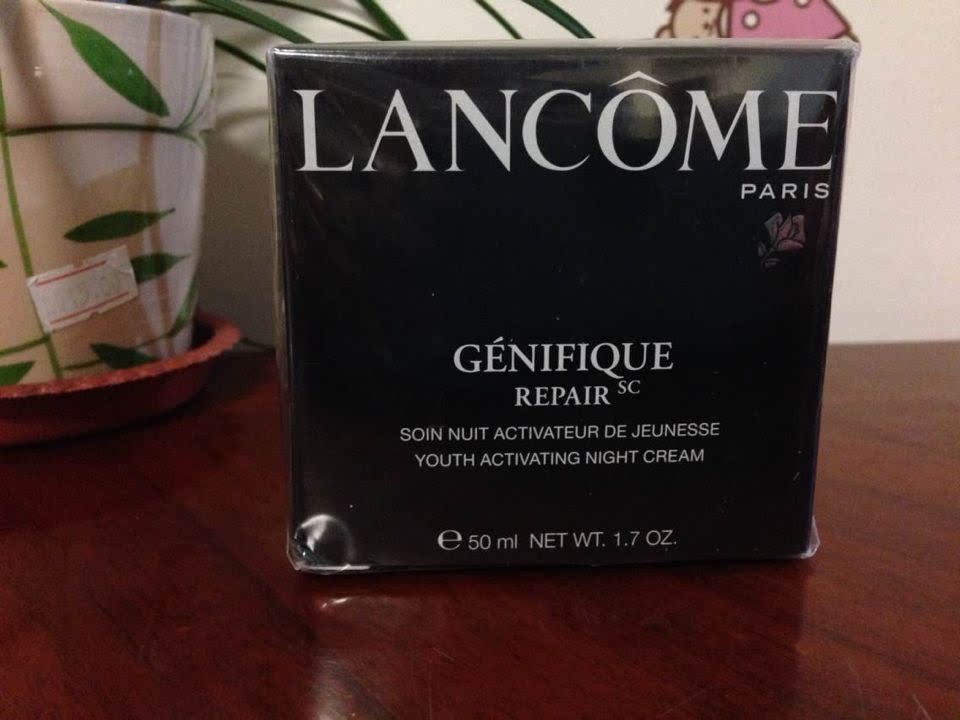 LANCÔME
PARIS
GÉNIFIQUE
REPAIR SC
SOIN NUIT ACTIVATEUR DE JEUNESSE
YOUTH ACTIVATING NIGHT CREAM
℮ 50 ml NET WT. 1.7 OZ.